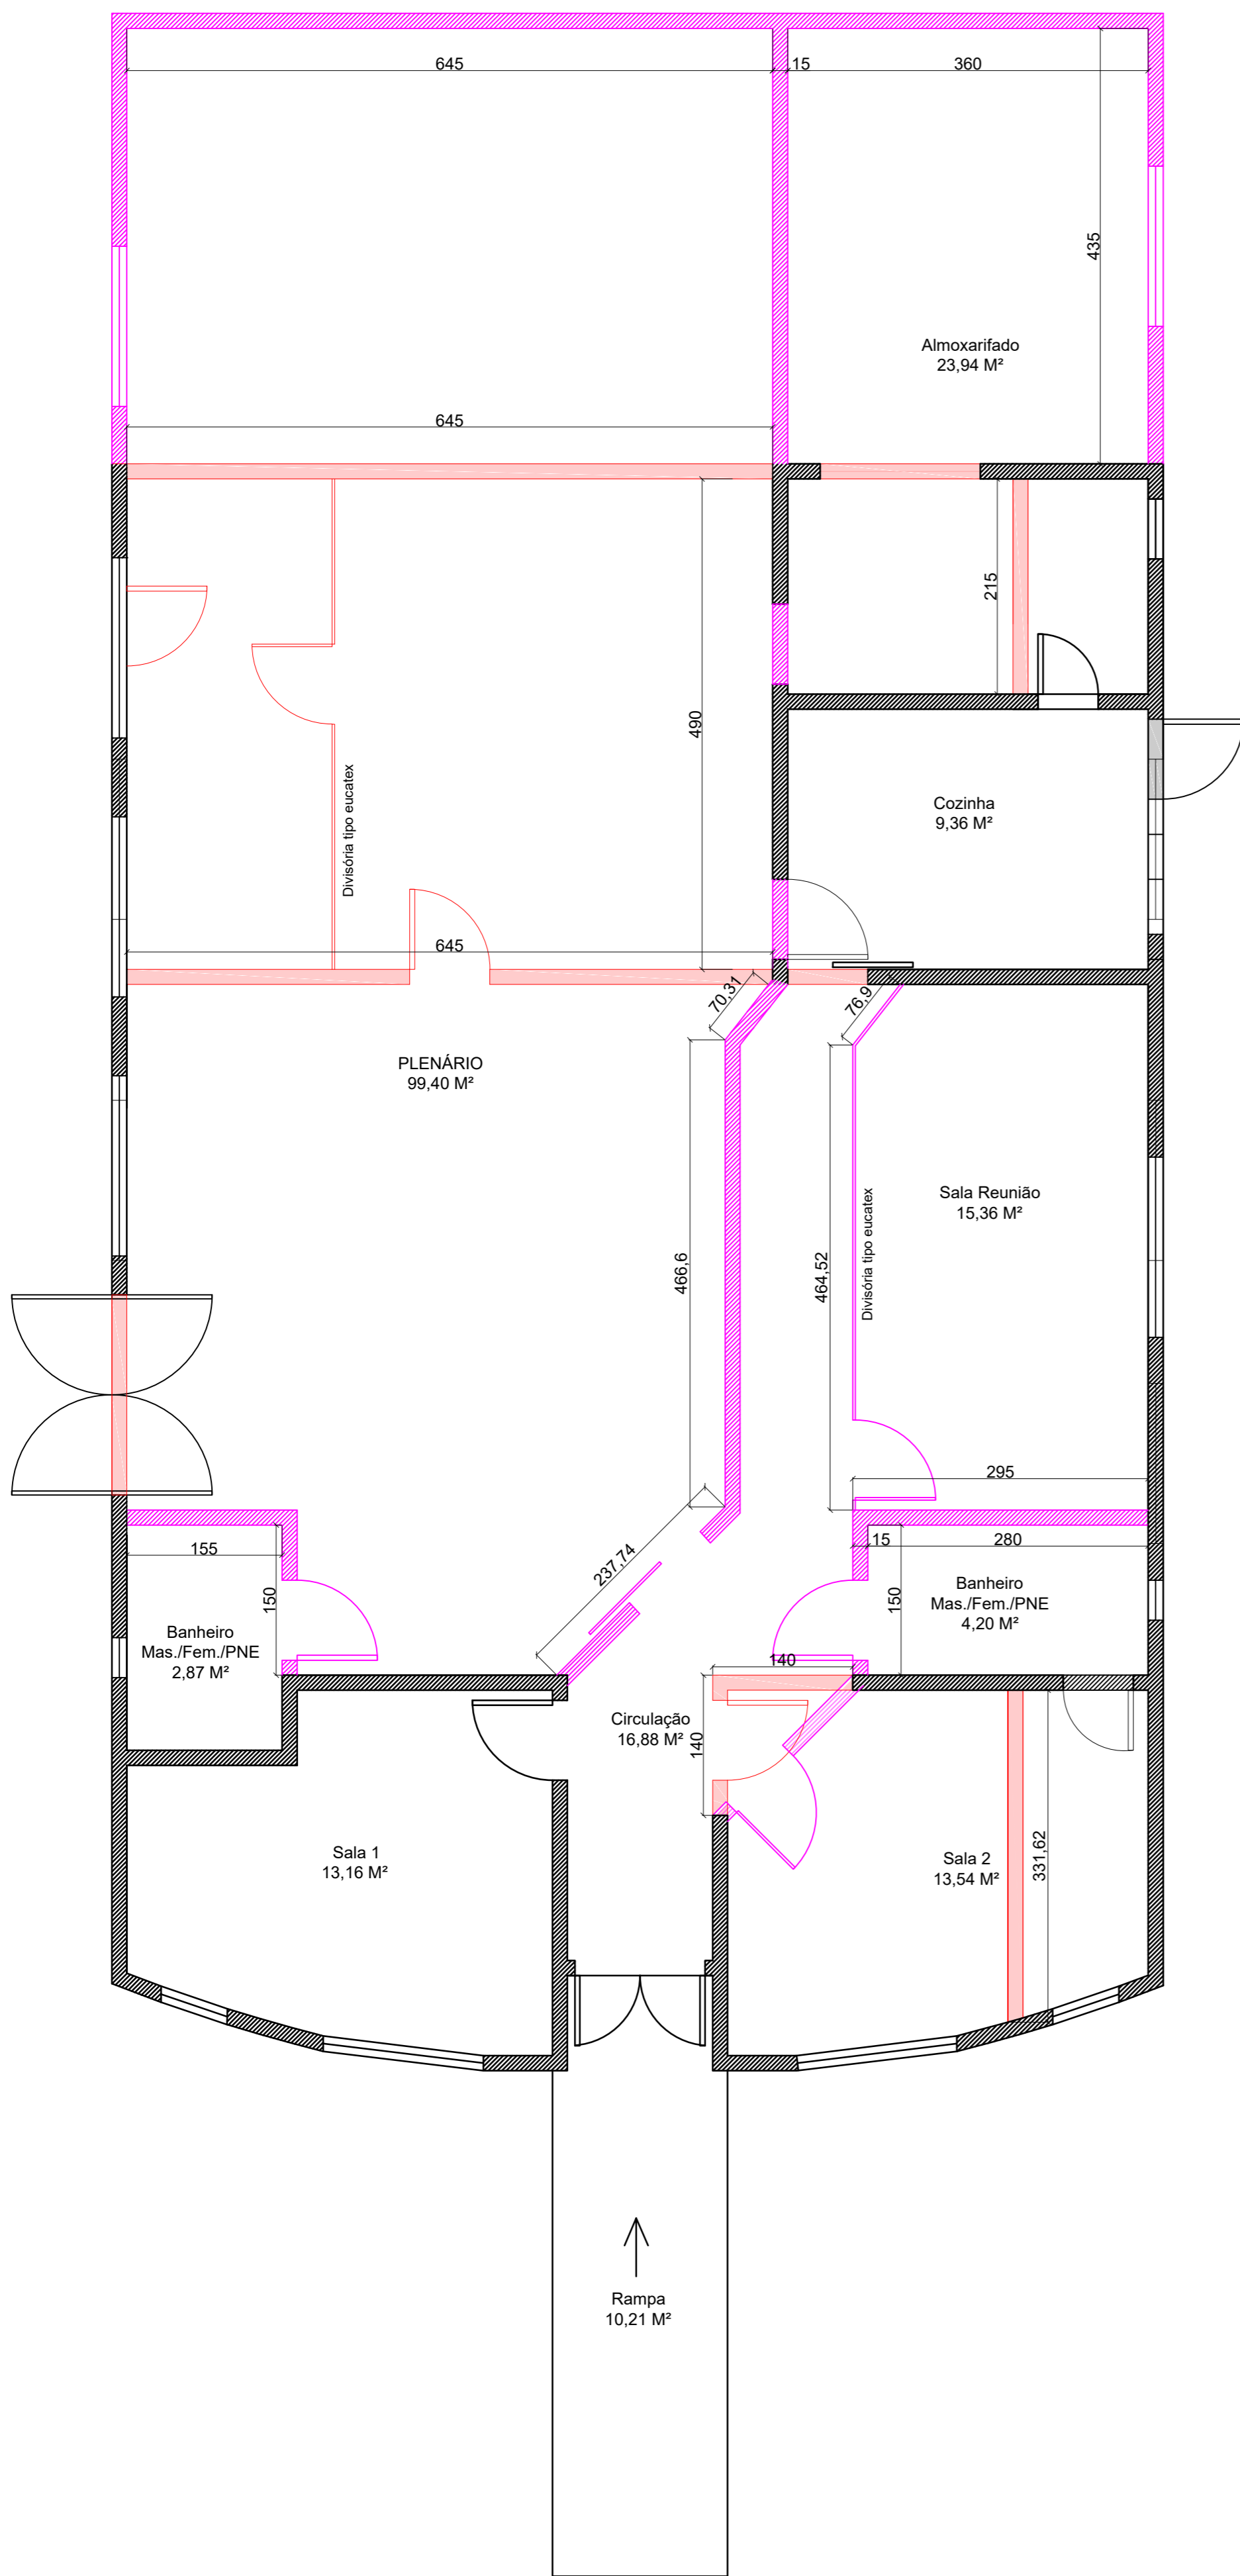 645
15
360
435
Almoxarifado
23,94 M²
645
215
490
Divisória tipo eucatex
Cozinha
9,36 M²
645
70,31
76,9
PLENÁRIO
99,40 M²
Sala Reunião
15,36 M²
466,6
464,52
Divisória tipo eucatex
295
155
150
237,74
15
280
150
Banheiro
Mas./Fem./PNE
4,20 M²
Banheiro
Mas./Fem./PNE
2,87 M²
140
Circulação
16,88 M²
140
Sala 1
13,16 M²
Sala 2
13,54 M²
331,62
Rampa
10,21 M²